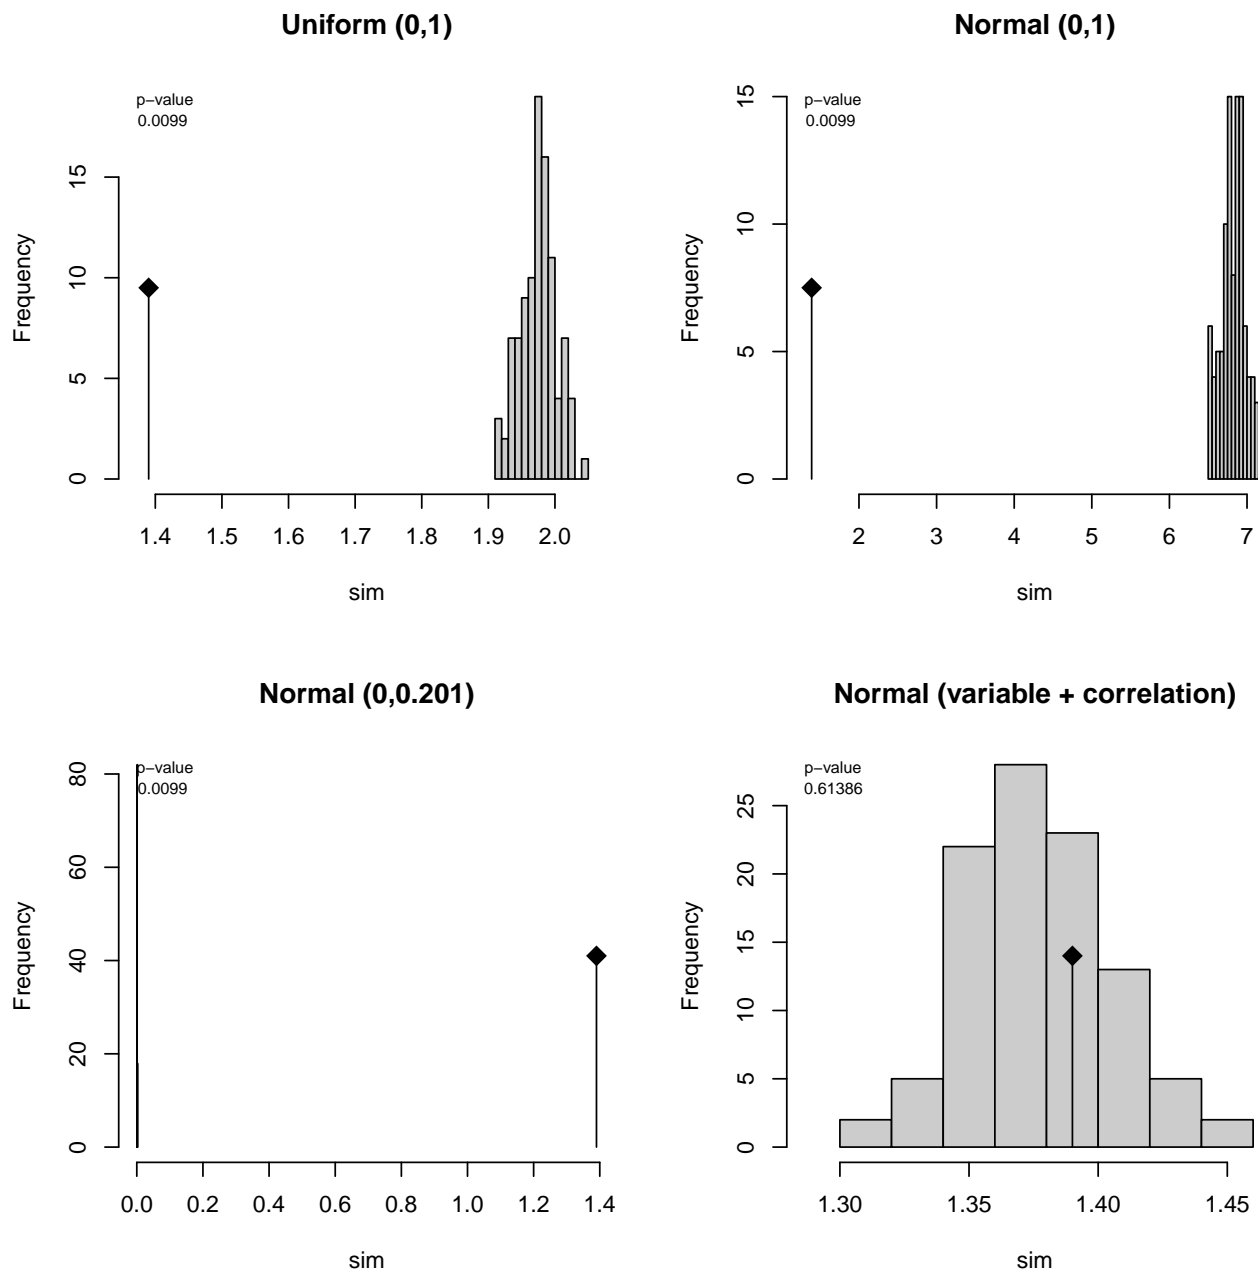 Uniform (0,1)
p-value
0.0099
Frequency
0 5 10 15
1.4 1.5 1.6 1.7 1.8 1.9 2.0
sim
Normal (0,1)
p-value
0.0099
Frequency
0 5 10 15
2 3 4 5 6 7
sim
Normal (0,0.201)
p-value
0.0099
Frequency
0 20 40 60 80
0.0 0.2 0.4 0.6 0.8 1.0 1.2 1.4
sim
Normal (variable + correlation)
p-value
0.61386
Frequency
0 5 10 15 20 25
1.30 1.35 1.40 1.45
sim